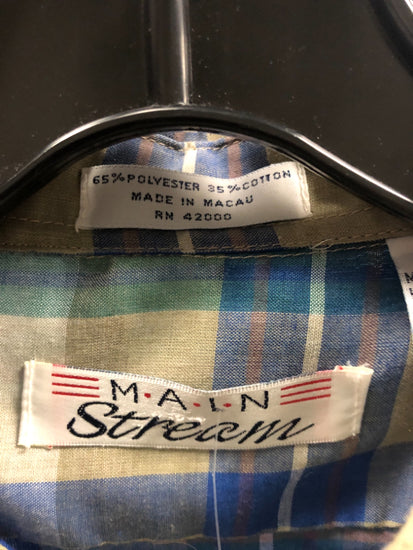 65% POLYESTER 35% COTTON
MADE IN MACAU
RN 42000
M·A·I·N
Stream